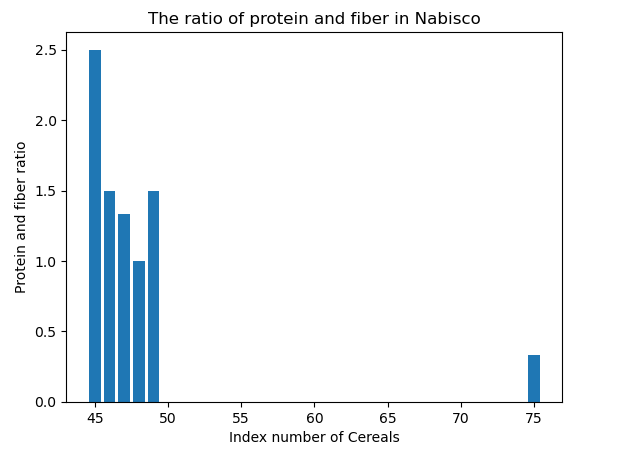 The ratio of protein and fiber in Nabisco
Protein and fiber ratio
2.5
2.0
1.5
1.0
0.5
0.0
45 50 55 60 65 70 75
Index number of Cereals